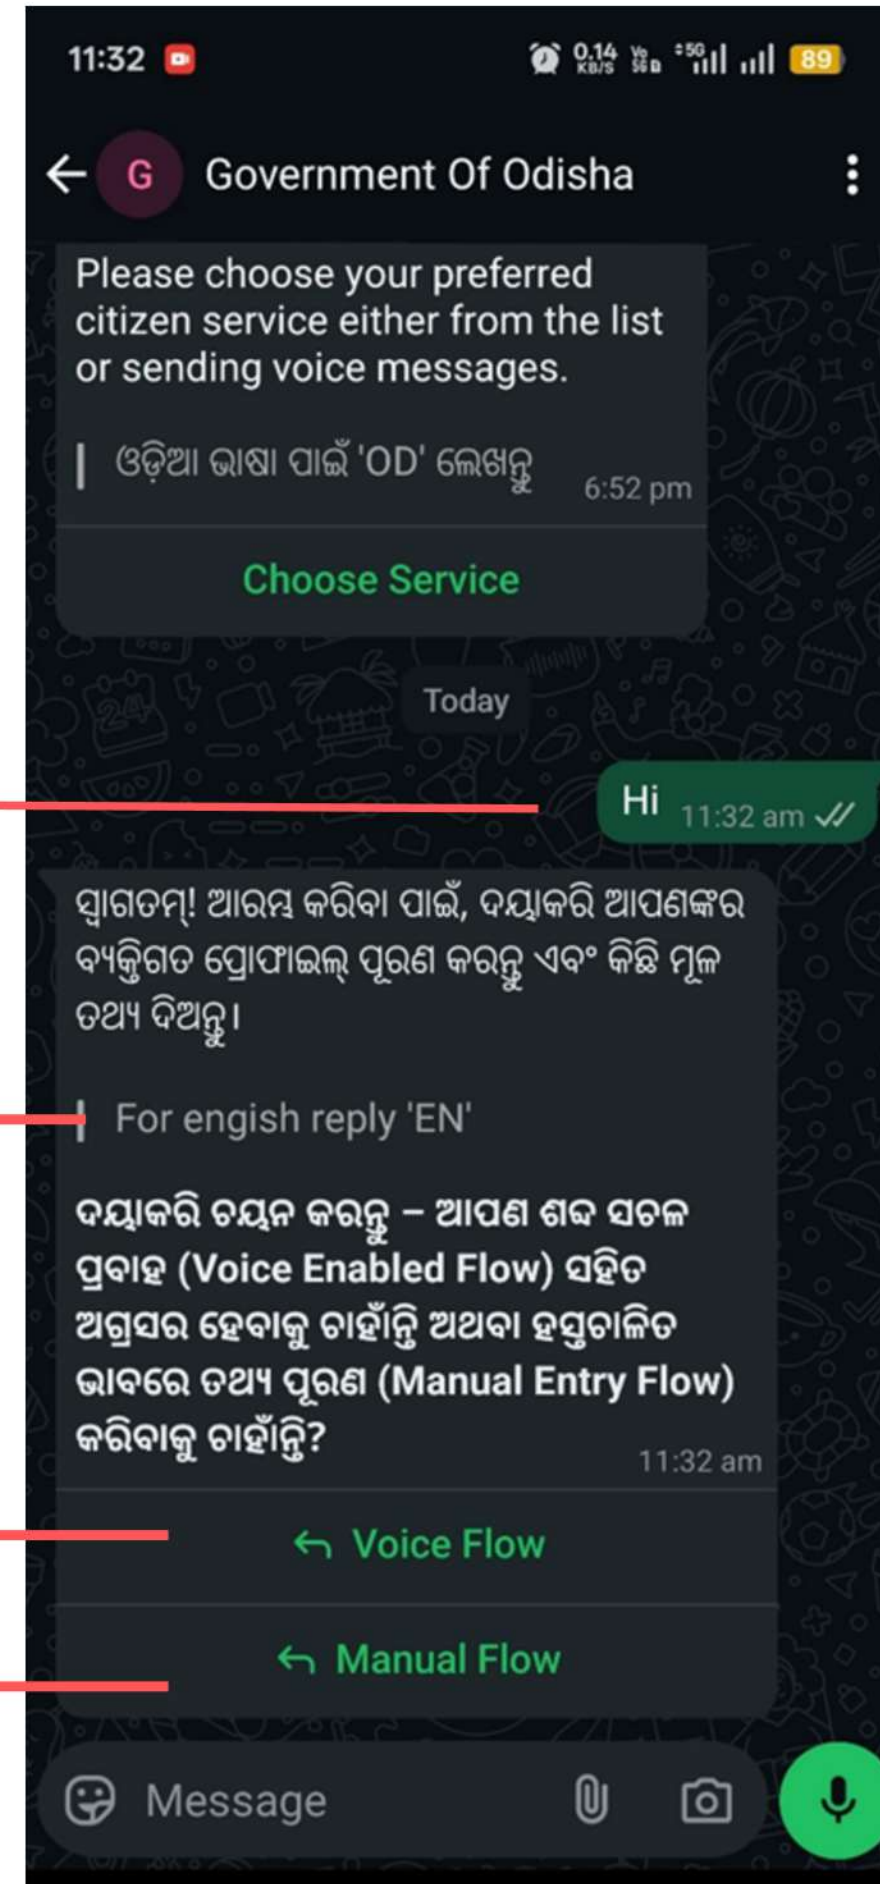 11:32
0.14 KB/S Vo 5G 5G 89
G Government Of Odisha
Please choose your preferred
citizen service either from the list
or sending voice messages.
ଓଡ଼ିଆ ଭାଷା ପାଇଁ 'OD' ଲେଖନ୍ତୁ
6:52 pm
Choose Service
Today
Hi 11:32 am
ସ୍ୱାଗତମ୍! ଆରମ୍ଭ କରିବା ପାଇଁ, ଦୟାକରି ଆପଣଙ୍କର
ବ୍ୟକ୍ତିଗତ ପ୍ରୋଫାଇଲ୍ ପୂରଣ କରନ୍ତୁ ଏବଂ କିଛି ମୂଳ
ତଥ୍ୟ ଦିଅନ୍ତୁ।
For engish reply 'EN'
ଦୟାକରି ଚୟନ କରନ୍ତୁ – ଆପଣ ଶବ୍ଦ ସଚଳ
ପ୍ରବାହ (Voice Enabled Flow) ସହିତ
ଅଗ୍ରସର ହେବାକୁ ଚାହାଁନ୍ତି ଅଥବା ହସ୍ତଚାଳିତ
ଭାବରେ ତଥ୍ୟ ପୂରଣ (Manual Entry Flow)
କରିବାକୁ ଚାହାଁନ୍ତି?
11:32 am
Voice Flow
Manual Flow
Message